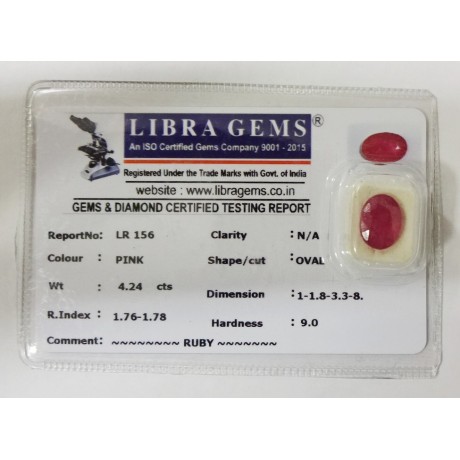 LIBRA GEMS®
An ISO Certified Gems Company 9001 - 2015
Registered Under the Trade Marks with Govt. of India
website : www.libragems.co.in
GEMS & DIAMOND CERTIFIED TESTING REPORT
ReportNo: LR 156 Clarity : N/A
Colour : PINK Shape/cut : OVAL
Wt : 4.24 cts Dimension : 1-1.8-3.3-8.
R.Index : 1.76-1.78 Hardness : 9.0
Comment: ~~~~~~~~ RUBY ~~~~~~~